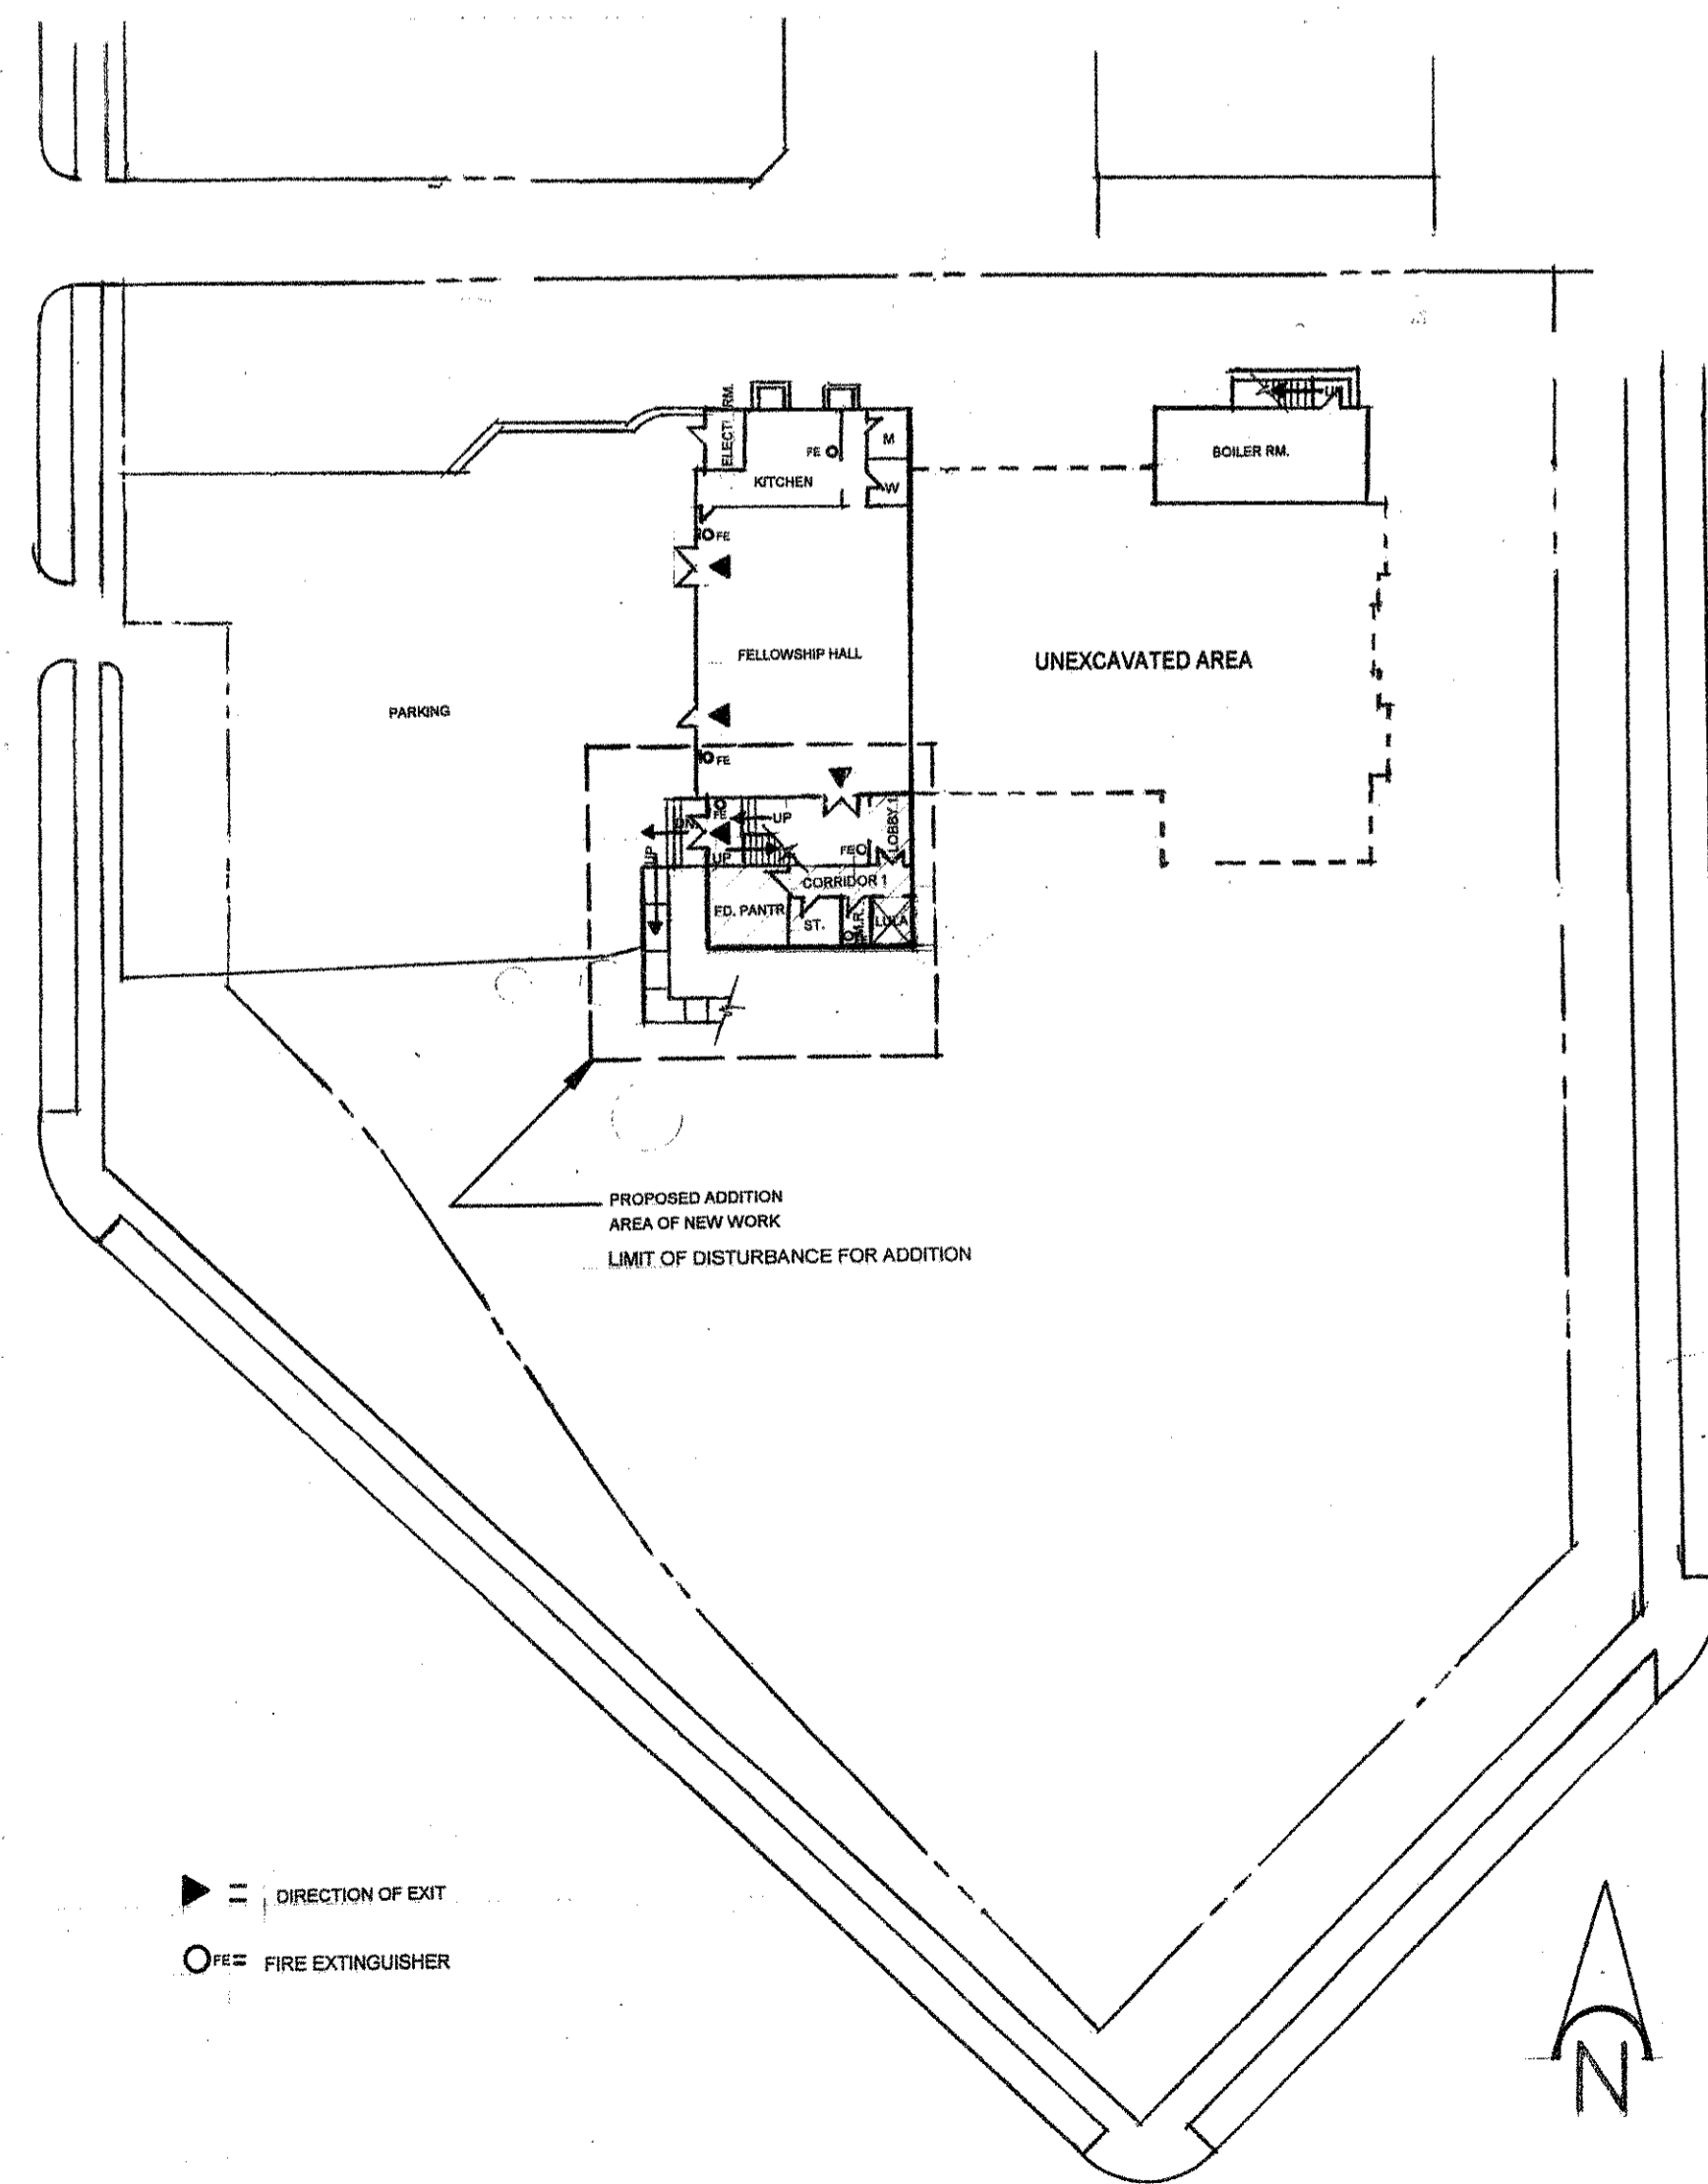 ELECT. RM.
M
FE
BOILER RM.
UP
KITCHEN
W
FE
FELLOWSHIP HALL
UNEXCAVATED AREA
PARKING
FE
FE
UP
DN.
LOBBY 1
UP
UP
FE
CORRIDOR 1
FD. PANTR
ST.
M.R.
LULA
PROPOSED ADDITION
AREA OF NEW WORK
LIMIT OF DISTURBANCE FOR ADDITION
= DIRECTION OF EXIT
FE= FIRE EXTINGUISHER
N